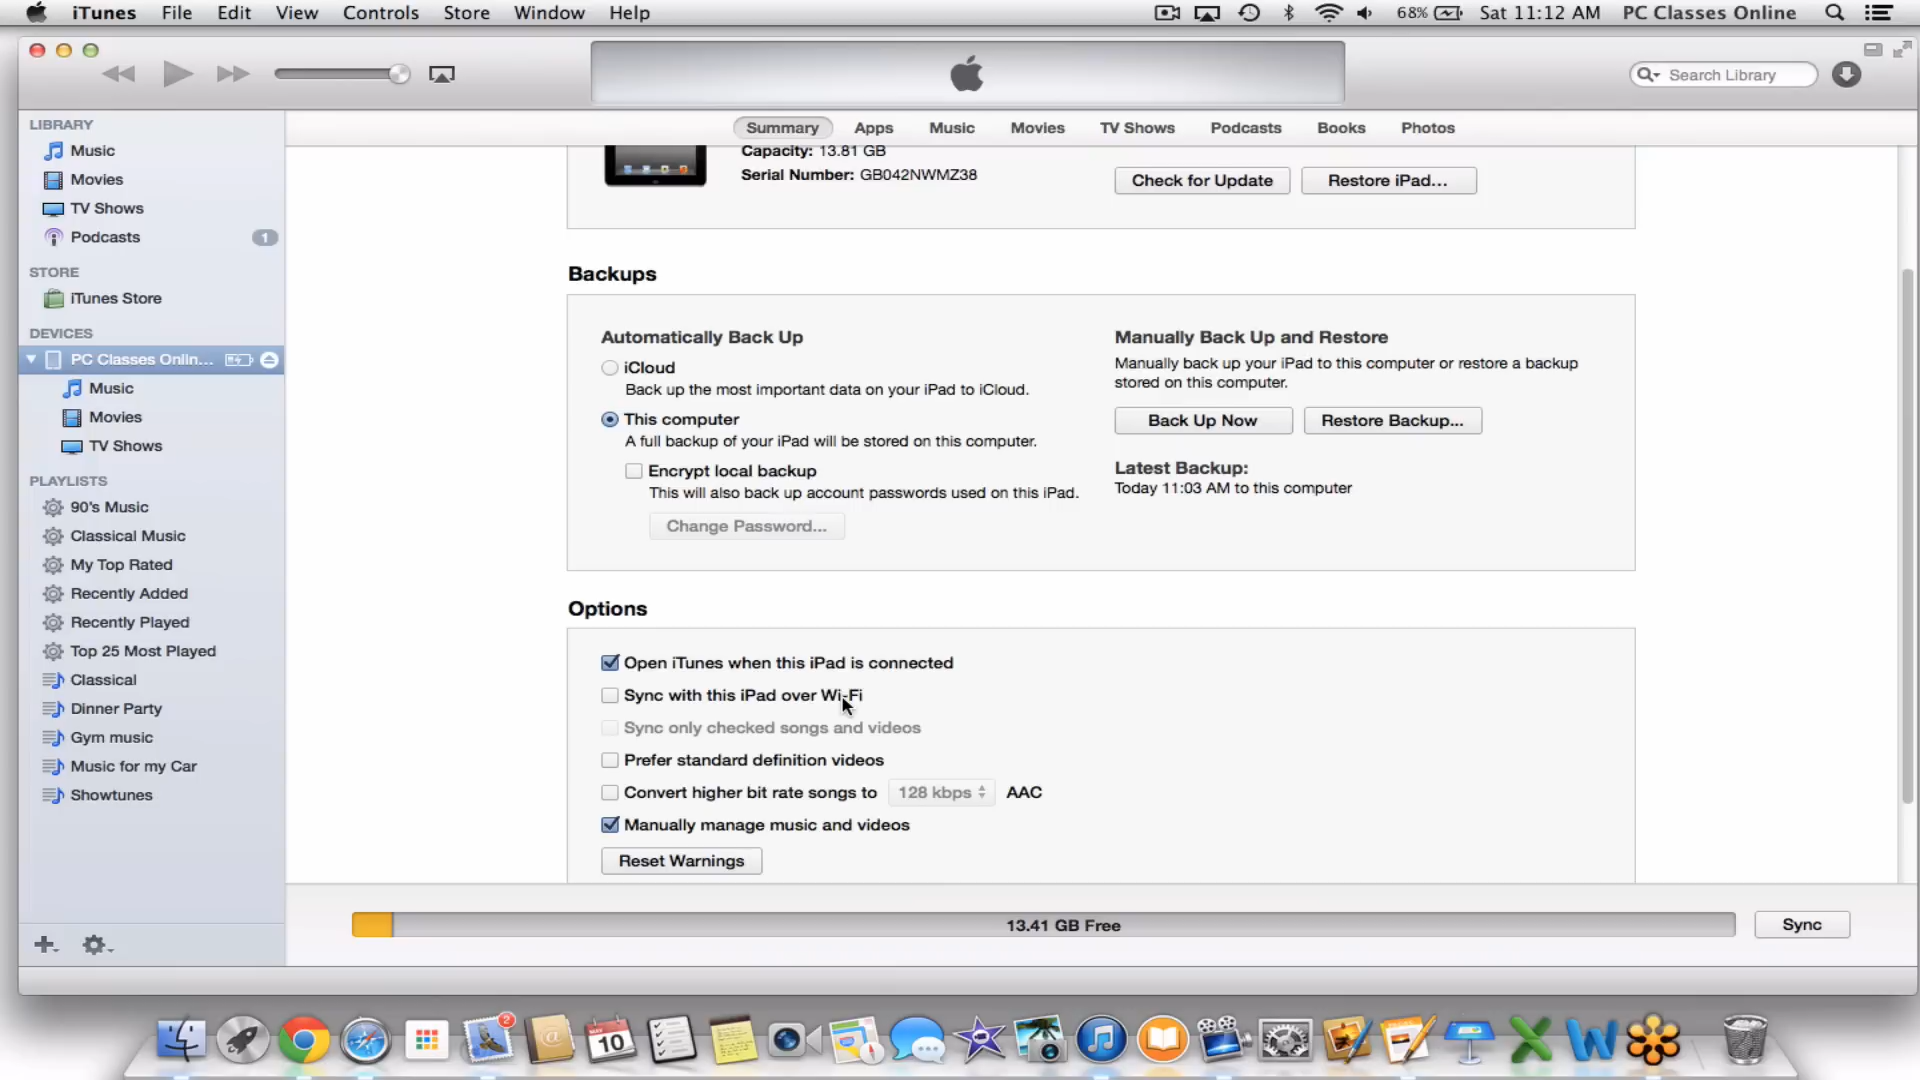 iTunes File Edit View Controls Store Window Help 68% Sat 11:12 AM PC Classes Online
Search Library
LIBRARY
Music
Movies
TV Shows
Podcasts 1
STORE
iTunes Store
DEVICES
PC Classes Onlin...
Music
Movies
TV Shows
PLAYLISTS
90's Music
Classical Music
My Top Rated
Recently Added
Recently Played
Top 25 Most Played
Classical
Dinner Party
Gym music
Music for my Car
Showtunes
Summary Apps Music Movies TV Shows Podcasts Books Photos
Capacity: 13.81 GB
Serial Number: GB042NWMZ38
Check for Update Restore iPad...
Backups
Automatically Back Up
iCloud
Back up the most important data on your iPad to iCloud.
This computer
A full backup of your iPad will be stored on this computer.
Encrypt local backup
This will also back up account passwords used on this iPad.
Change Password...
Manually Back Up and Restore
Manually back up your iPad to this computer or restore a backup
stored on this computer.
Back Up Now Restore Backup...
Latest Backup:
Today 11:03 AM to this computer
Options
Open iTunes when this iPad is connected
Sync with this iPad over Wi-Fi
Sync only checked songs and videos
Prefer standard definition videos
Convert higher bit rate songs to 128 kbps AAC
Manually manage music and videos
Reset Warnings
13.41 GB Free Sync
2
MAY
10